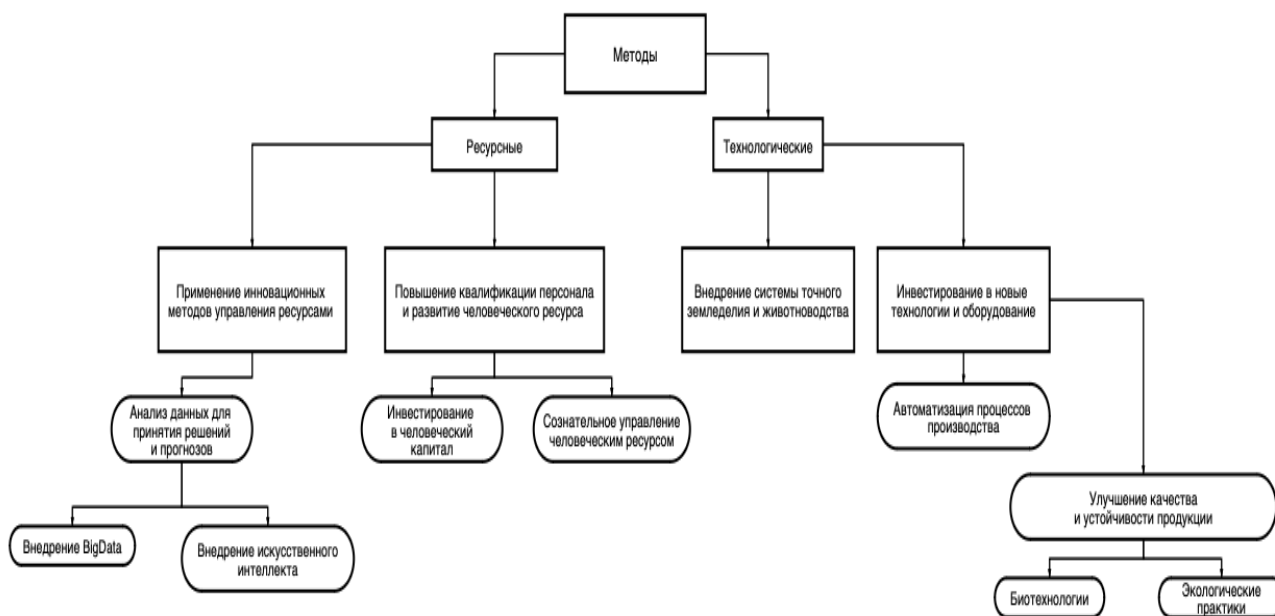 Методы
Ресурсные
Технологические
Применение инновационных
методов управления ресурсами
Повышение квалификации персонала
и развитие человеческого ресурса
Внедрение системы точного
земледелия и животноводства
Инвестирование в новые
технологии и оборудование
Анализ данных для
принятия решений
и прогнозов
Инвестирование
в человеческий
капитал
Сознательное управление
человеческим ресурсом
Автоматизация процессов
производства
Улучшение качества
и устойчивости продукции
Внедрение BigData
Внедрение искусственного
интеллекта
Биотехнологии
Экологические
практики